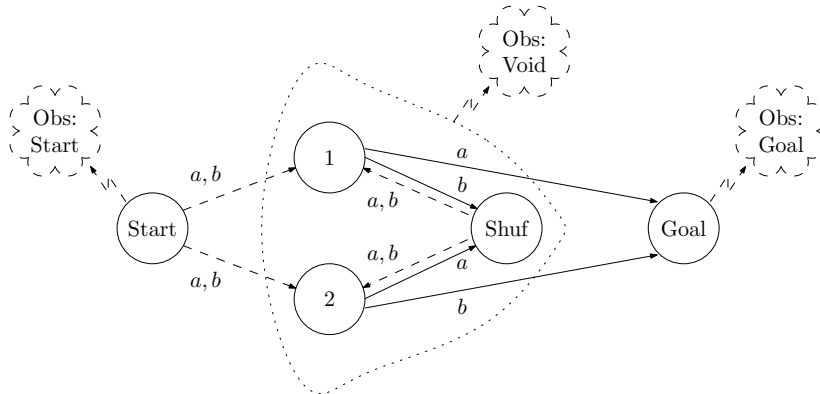 Obs:
Void
Obs:
Start
Obs:
Goal
1
a
b
a, b
a, b
Start
Shuf
Goal
a, b
a, b
a
2
b